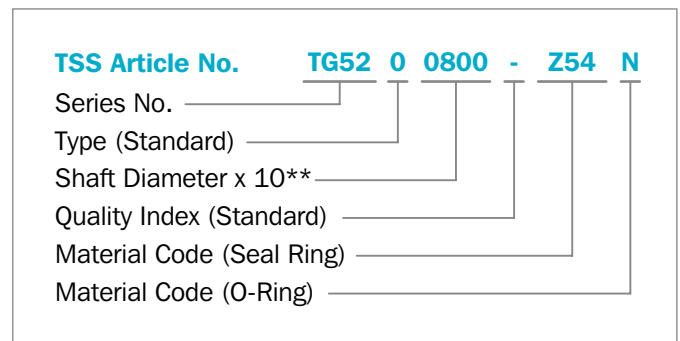 TSS Article No. TG52 0 0800 - Z54 N
Series No.
Type (Standard)
Shaft Diameter x 10**
Quality Index (Standard)
Material Code (Seal Ring)
Material Code (O-Ring)